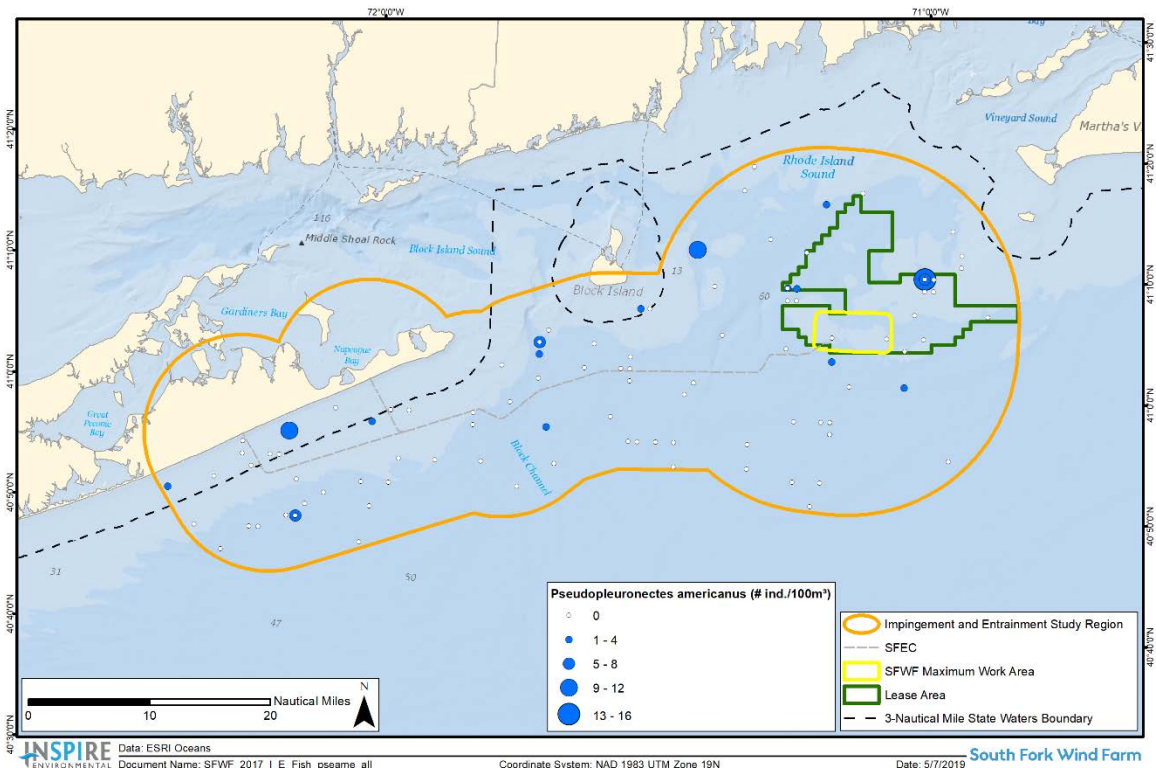 72°0'0"W
71°0'0"W
41°30'0"N
Bay
Vineyard Sound
Martha's V
41°20'0"N
Rhode Island
Sound
41°20'0"N
116
Middle Shoal Rock
Block Island Sound
41°10'0"N
13
60
Block Island
41°10'0"N
Gardiners Bay
Napeague
Bay
41°0'0"N
Great
Peconic
Bay
41°0'0"N
Block Channel
40°50'0"N
40°50'0"N
31
50
47
40°40'0"N
40°40'0"N
40°30'0"N
Pseudopleuronectes americanus (# ind./100m³)
0
1 - 4
5 - 8
9 - 12
13 - 16
Impingement and Entrainment Study Region
SFEC
SFWF Maximum Work Area
Lease Area
3-Nautical Mile State Waters Boundary
Nautical Miles
N
0 10 20
INSPIRE
ENVIRONMENTAL
Data: ESRI Oceans
Document Name: SFWF_2017_I_E_Fish_pseame_all
Coordinate System: NAD 1983 UTM Zone 19N
Date: 5/7/2019
South Fork Wind Farm